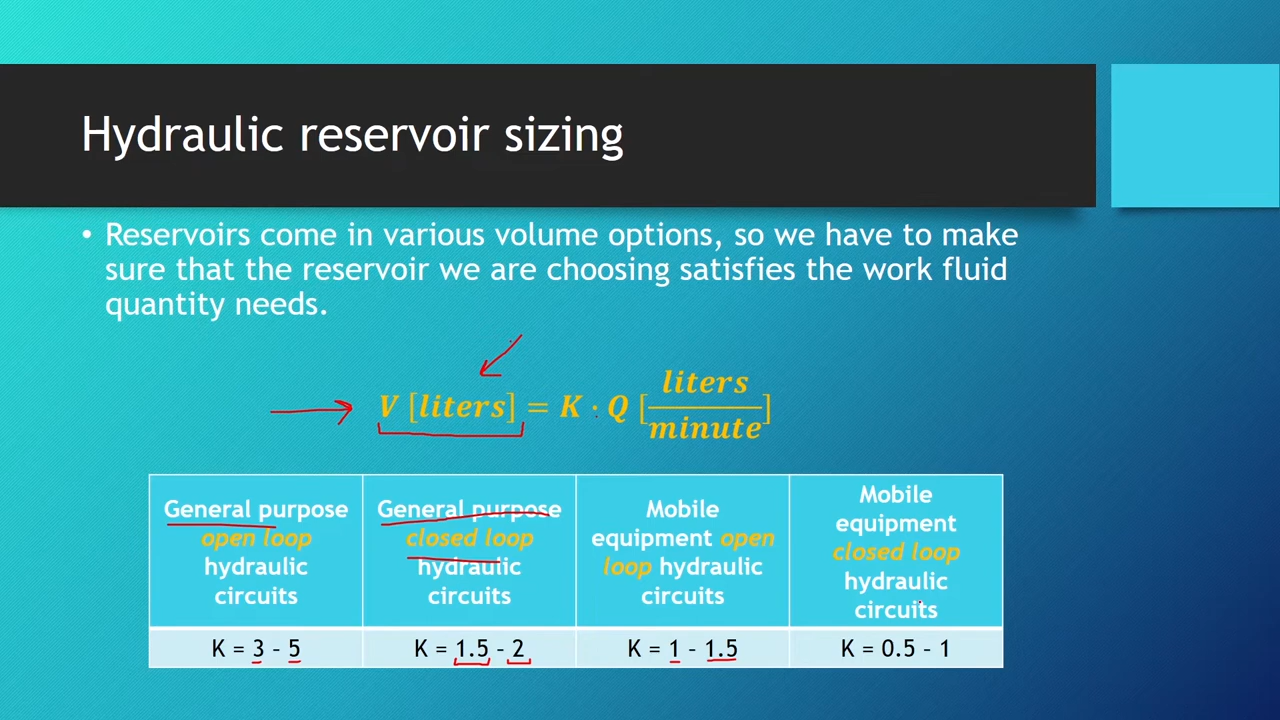 Hydraulic reservoir sizing
• Reservoirs come in various volume options, so we have to make
sure that the reservoir we are choosing satisfies the work fluid
quantity needs.
V [liters] = K · Q [liters/minute]
General purpose
open loop
hydraulic
circuits
General purpose
closed loop
hydraulic
circuits
Mobile
equipment open
loop hydraulic
circuits
Mobile
equipment
closed loop
hydraulic
circuits
K = 3 - 5
K = 1.5 - 2
K = 1 - 1.5
K = 0.5 - 1